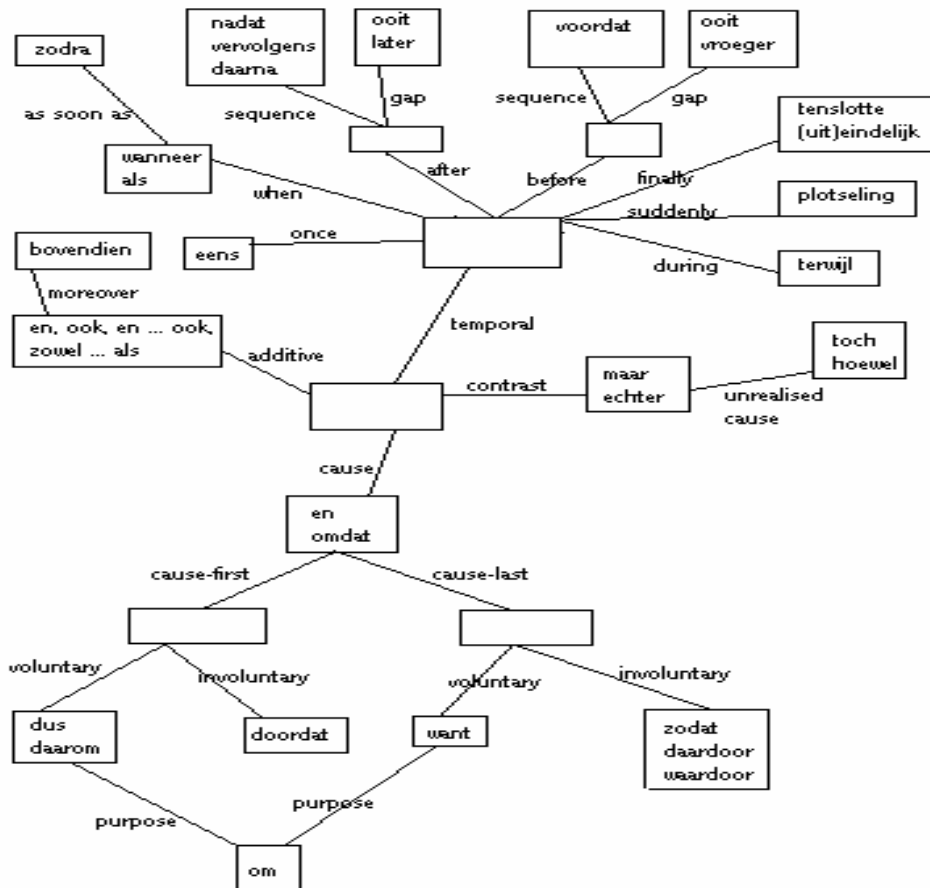 nadat
vervolgens
daarna
ooit
later
voordat
ooit
vroeger
zodra
as soon as
sequence
gap
sequence
gap
tenslotte
(uit)eindelijk
wanneer
als
when
after
before
finally
suddenly
plotseling
bovendien
eens
once
during
terwijl
moreover
en, ook, en ... ook,
zowel ... als
additive
temporal
contrast
maar
echter
toch
hoewel
unrealised
cause
cause
en
omdat
cause-first
cause-last
voluntary
involuntary
voluntary
involuntary
dus
daarom
doordat
want
zodat
daardoor
waardoor
purpose
purpose
om